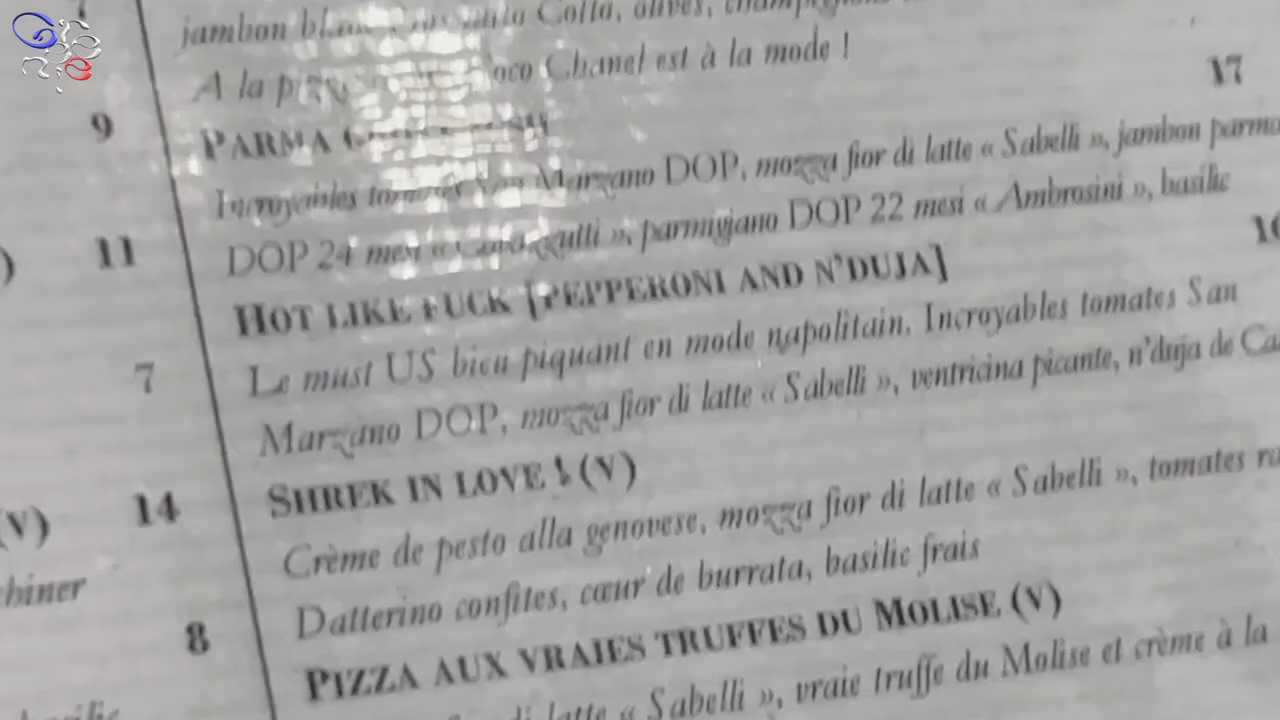 jambon Cotto, olives,
A la Coco Chanel est à la mode !
17
9
PARMA
Incroyables Marzano DOP, mozza fior di latte « Sabelli », jambon parma
11
DOP 24 mesi », parmigiano DOP 22 mesi « Ambrosini », basilic
HOT LIKE FUCK [PEPPERONI AND N'DUJA]
7
Le must US bien piquant en mode napolitain. Incroyables tomates San
Marzano DOP, mozza fior di latte « Sabelli », ventricina picante, n'duja de
SHREK IN LOVE ! (V)
(V)
14
Crème de pesto alla genovese, mozza fior di latte « Sabelli », tomates
Datterino confites, cœur de burrata, basilic frais
8
PIZZA AUX VRAIES TRUFFES DU MOLISE (V)
di latte « Sabelli », vraie truffe du Molise et crème à la